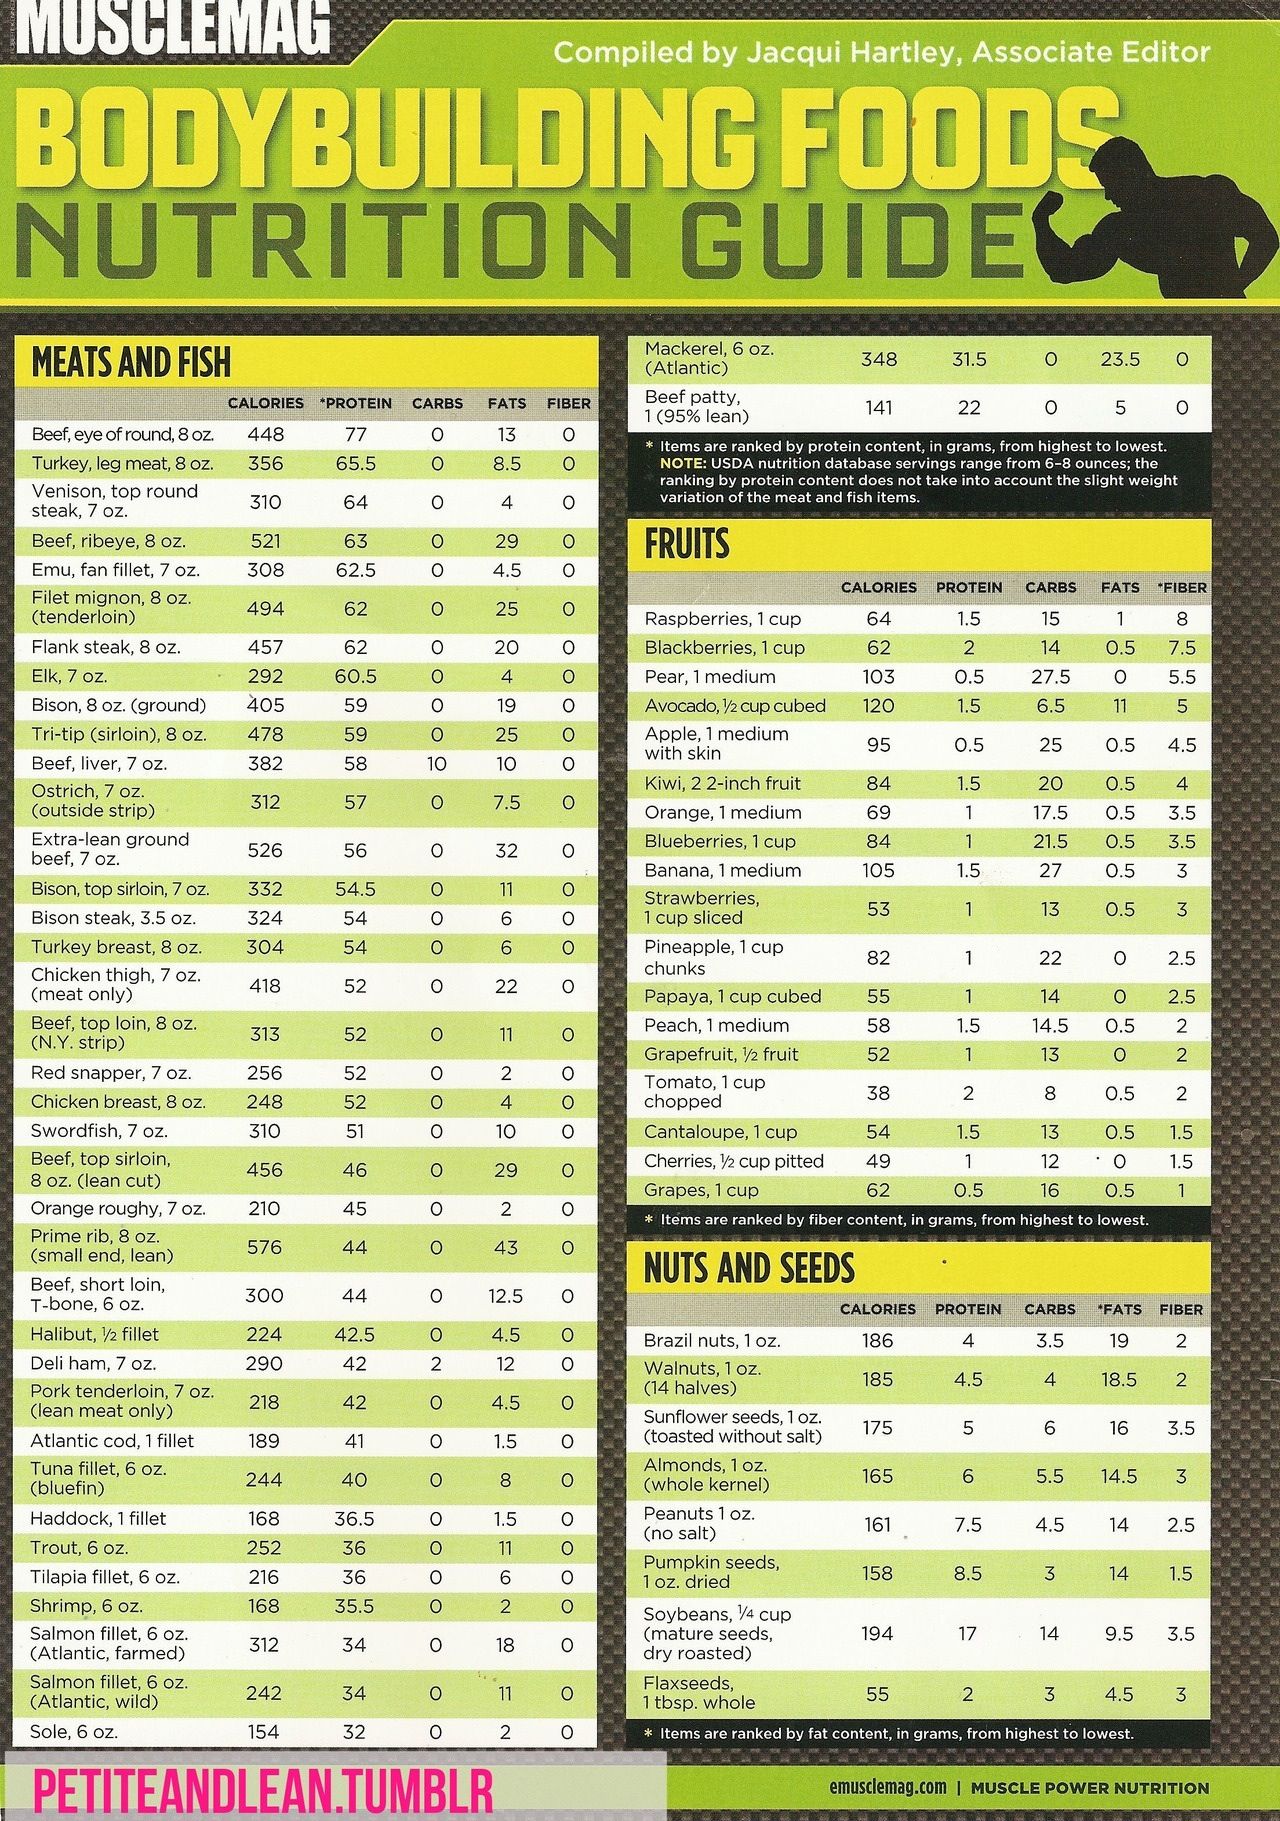 MUSCLEMAG
Compiled by Jacqui Hartley, Associate Editor
BODYBUILDING FOODS
NUTRITION GUIDE
MEATS AND FISH
CALORIES *PROTEIN CARBS FATS FIBER
Beef, eye of round, 8 oz. 448 77 0 13 0
Turkey, leg meat, 8 oz. 356 65.5 0 8.5 0
Venison, top round
steak, 7 oz. 310 64 0 4 0
Beef, ribeye, 8 oz. 521 63 0 29 0
Emu, fan fillet, 7 oz. 308 62.5 0 4.5 0
Filet mignon, 8 oz.
(tenderloin) 494 62 0 25 0
Flank steak, 8 oz. 457 62 0 20 0
Elk, 7 oz. 292 60.5 0 4 0
Bison, 8 oz. (ground) 405 59 0 19 0
Tri-tip (sirloin), 8 oz. 478 59 0 25 0
Beef, liver, 7 oz. 382 58 10 10 0
Ostrich, 7 oz.
(outside strip) 312 57 0 7.5 0
Extra-lean ground
beef, 7 oz. 526 56 0 32 0
Bison, top sirloin, 7 oz. 332 54.5 0 11 0
Bison steak, 3.5 oz. 324 54 0 6 0
Turkey breast, 8 oz. 304 54 0 6 0
Chicken thigh, 7 oz.
(meat only) 418 52 0 22 0
Beef, top loin, 8 oz.
(N.Y. strip) 313 52 0 11 0
Red snapper, 7 oz. 256 52 0 2 0
Chicken breast, 8 oz. 248 52 0 4 0
Swordfish, 7 oz. 310 51 0 10 0
Beef, top sirloin,
8 oz. (lean cut) 456 46 0 29 0
Orange roughy, 7 oz. 210 45 0 2 0
Prime rib, 8 oz.
(small end, lean) 576 44 0 43 0
Beef, short loin,
T-bone, 6 oz. 300 44 0 12.5 0
Halibut, ½ fillet 224 42.5 0 4.5 0
Deli ham, 7 oz. 290 42 2 12 0
Pork tenderloin, 7 oz.
(lean meat only) 218 42 0 4.5 0
Atlantic cod, 1 fillet 189 41 0 1.5 0
Tuna fillet, 6 oz.
(bluefin) 244 40 0 8 0
Haddock, 1 fillet 168 36.5 0 1.5 0
Trout, 6 oz. 252 36 0 11 0
Tilapia fillet, 6 oz. 216 36 0 6 0
Shrimp, 6 oz. 168 35.5 0 2 0
Salmon fillet, 6 oz.
(Atlantic, farmed) 312 34 0 18 0
Salmon fillet, 6 oz.
(Atlantic, wild) 242 34 0 11 0
Sole, 6 oz. 154 32 0 2 0
Mackerel, 6 oz.
(Atlantic) 348 31.5 0 23.5 0
Beef patty,
1 (95% lean) 141 22 0 5 0
* Items are ranked by protein content, in grams, from highest to lowest.
NOTE: USDA nutrition database servings range from 6–8 ounces; the
ranking by protein content does not take into account the slight weight
variation of the meat and fish items.
FRUITS
CALORIES PROTEIN CARBS FATS *FIBER
Raspberries, 1 cup 64 1.5 15 1 8
Blackberries, 1 cup 62 2 14 0.5 7.5
Pear, 1 medium 103 0.5 27.5 0 5.5
Avocado, ½ cup cubed 120 1.5 6.5 11 5
Apple, 1 medium
with skin 95 0.5 25 0.5 4.5
Kiwi, 2 2-inch fruit 84 1.5 20 0.5 4
Orange, 1 medium 69 1 17.5 0.5 3.5
Blueberries, 1 cup 84 1 21.5 0.5 3.5
Banana, 1 medium 105 1.5 27 0.5 3
Strawberries,
1 cup sliced 53 1 13 0.5 3
Pineapple, 1 cup
chunks 82 1 22 0 2.5
Papaya, 1 cup cubed 55 1 14 0 2.5
Peach, 1 medium 58 1.5 14.5 0.5 2
Grapefruit, ½ fruit 52 1 13 0 2
Tomato, 1 cup
chopped 38 2 8 0.5 2
Cantaloupe, 1 cup 54 1.5 13 0.5 1.5
Cherries, ½ cup pitted 49 1 12 0 1.5
Grapes, 1 cup 62 0.5 16 0.5 1
* Items are ranked by fiber content, in grams, from highest to lowest.
NUTS AND SEEDS
CALORIES PROTEIN CARBS *FATS FIBER
Brazil nuts, 1 oz. 186 4 3.5 19 2
Walnuts, 1 oz.
(14 halves) 185 4.5 4 18.5 2
Sunflower seeds, 1 oz.
(toasted without salt) 175 5 6 16 3.5
Almonds, 1 oz.
(whole kernel) 165 6 5.5 14.5 3
Peanuts 1 oz.
(no salt) 161 7.5 4.5 14 2.5
Pumpkin seeds,
1 oz. dried 158 8.5 3 14 1.5
Soybeans, ¼ cup
(mature seeds, 194 17 14 9.5 3.5
dry roasted)
Flaxseeds,
1 tbsp. whole 55 2 3 4.5 3
* Items are ranked by fat content, in grams, from highest to lowest.
PETITEANDLEAN.TUMBLR
emusclemag.com | MUSCLE POWER NUTRITION